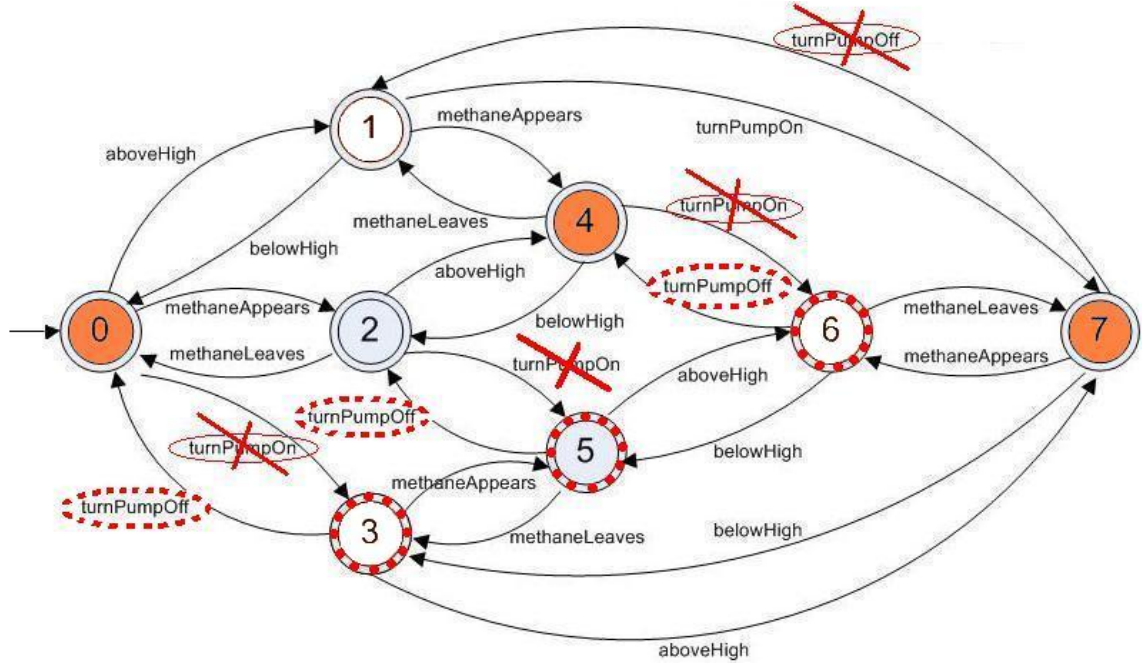 turnPumpOff
1
methaneAppears
turnPumpOn
aboveHigh
4
turnPumpOn
methaneLeaves
belowHigh
aboveHigh
turnPumpOff
0
methaneAppears
2
belowHigh
6
methaneLeaves
7
methaneLeaves
turnPumpOn
aboveHigh
methaneAppears
turnPumpOff
turnPumpOn
5
belowHigh
methaneAppears
turnPumpOff
3
methaneLeaves
belowHigh
aboveHigh